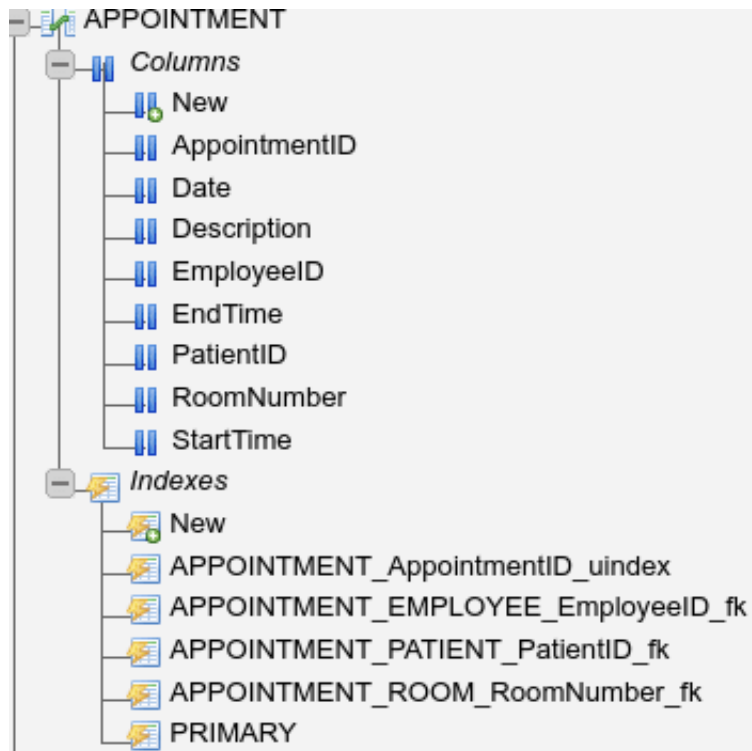 APPOINTMENT
Columns
New
AppointmentID
Date
Description
EmployeeID
EndTime
PatientID
RoomNumber
StartTime
Indexes
New
APPOINTMENT_AppointmentID_uindex
APPOINTMENT_EMPLOYEE_EmployeeID_fk
APPOINTMENT_PATIENT_PatientID_fk
APPOINTMENT_ROOM_RoomNumber_fk
PRIMARY